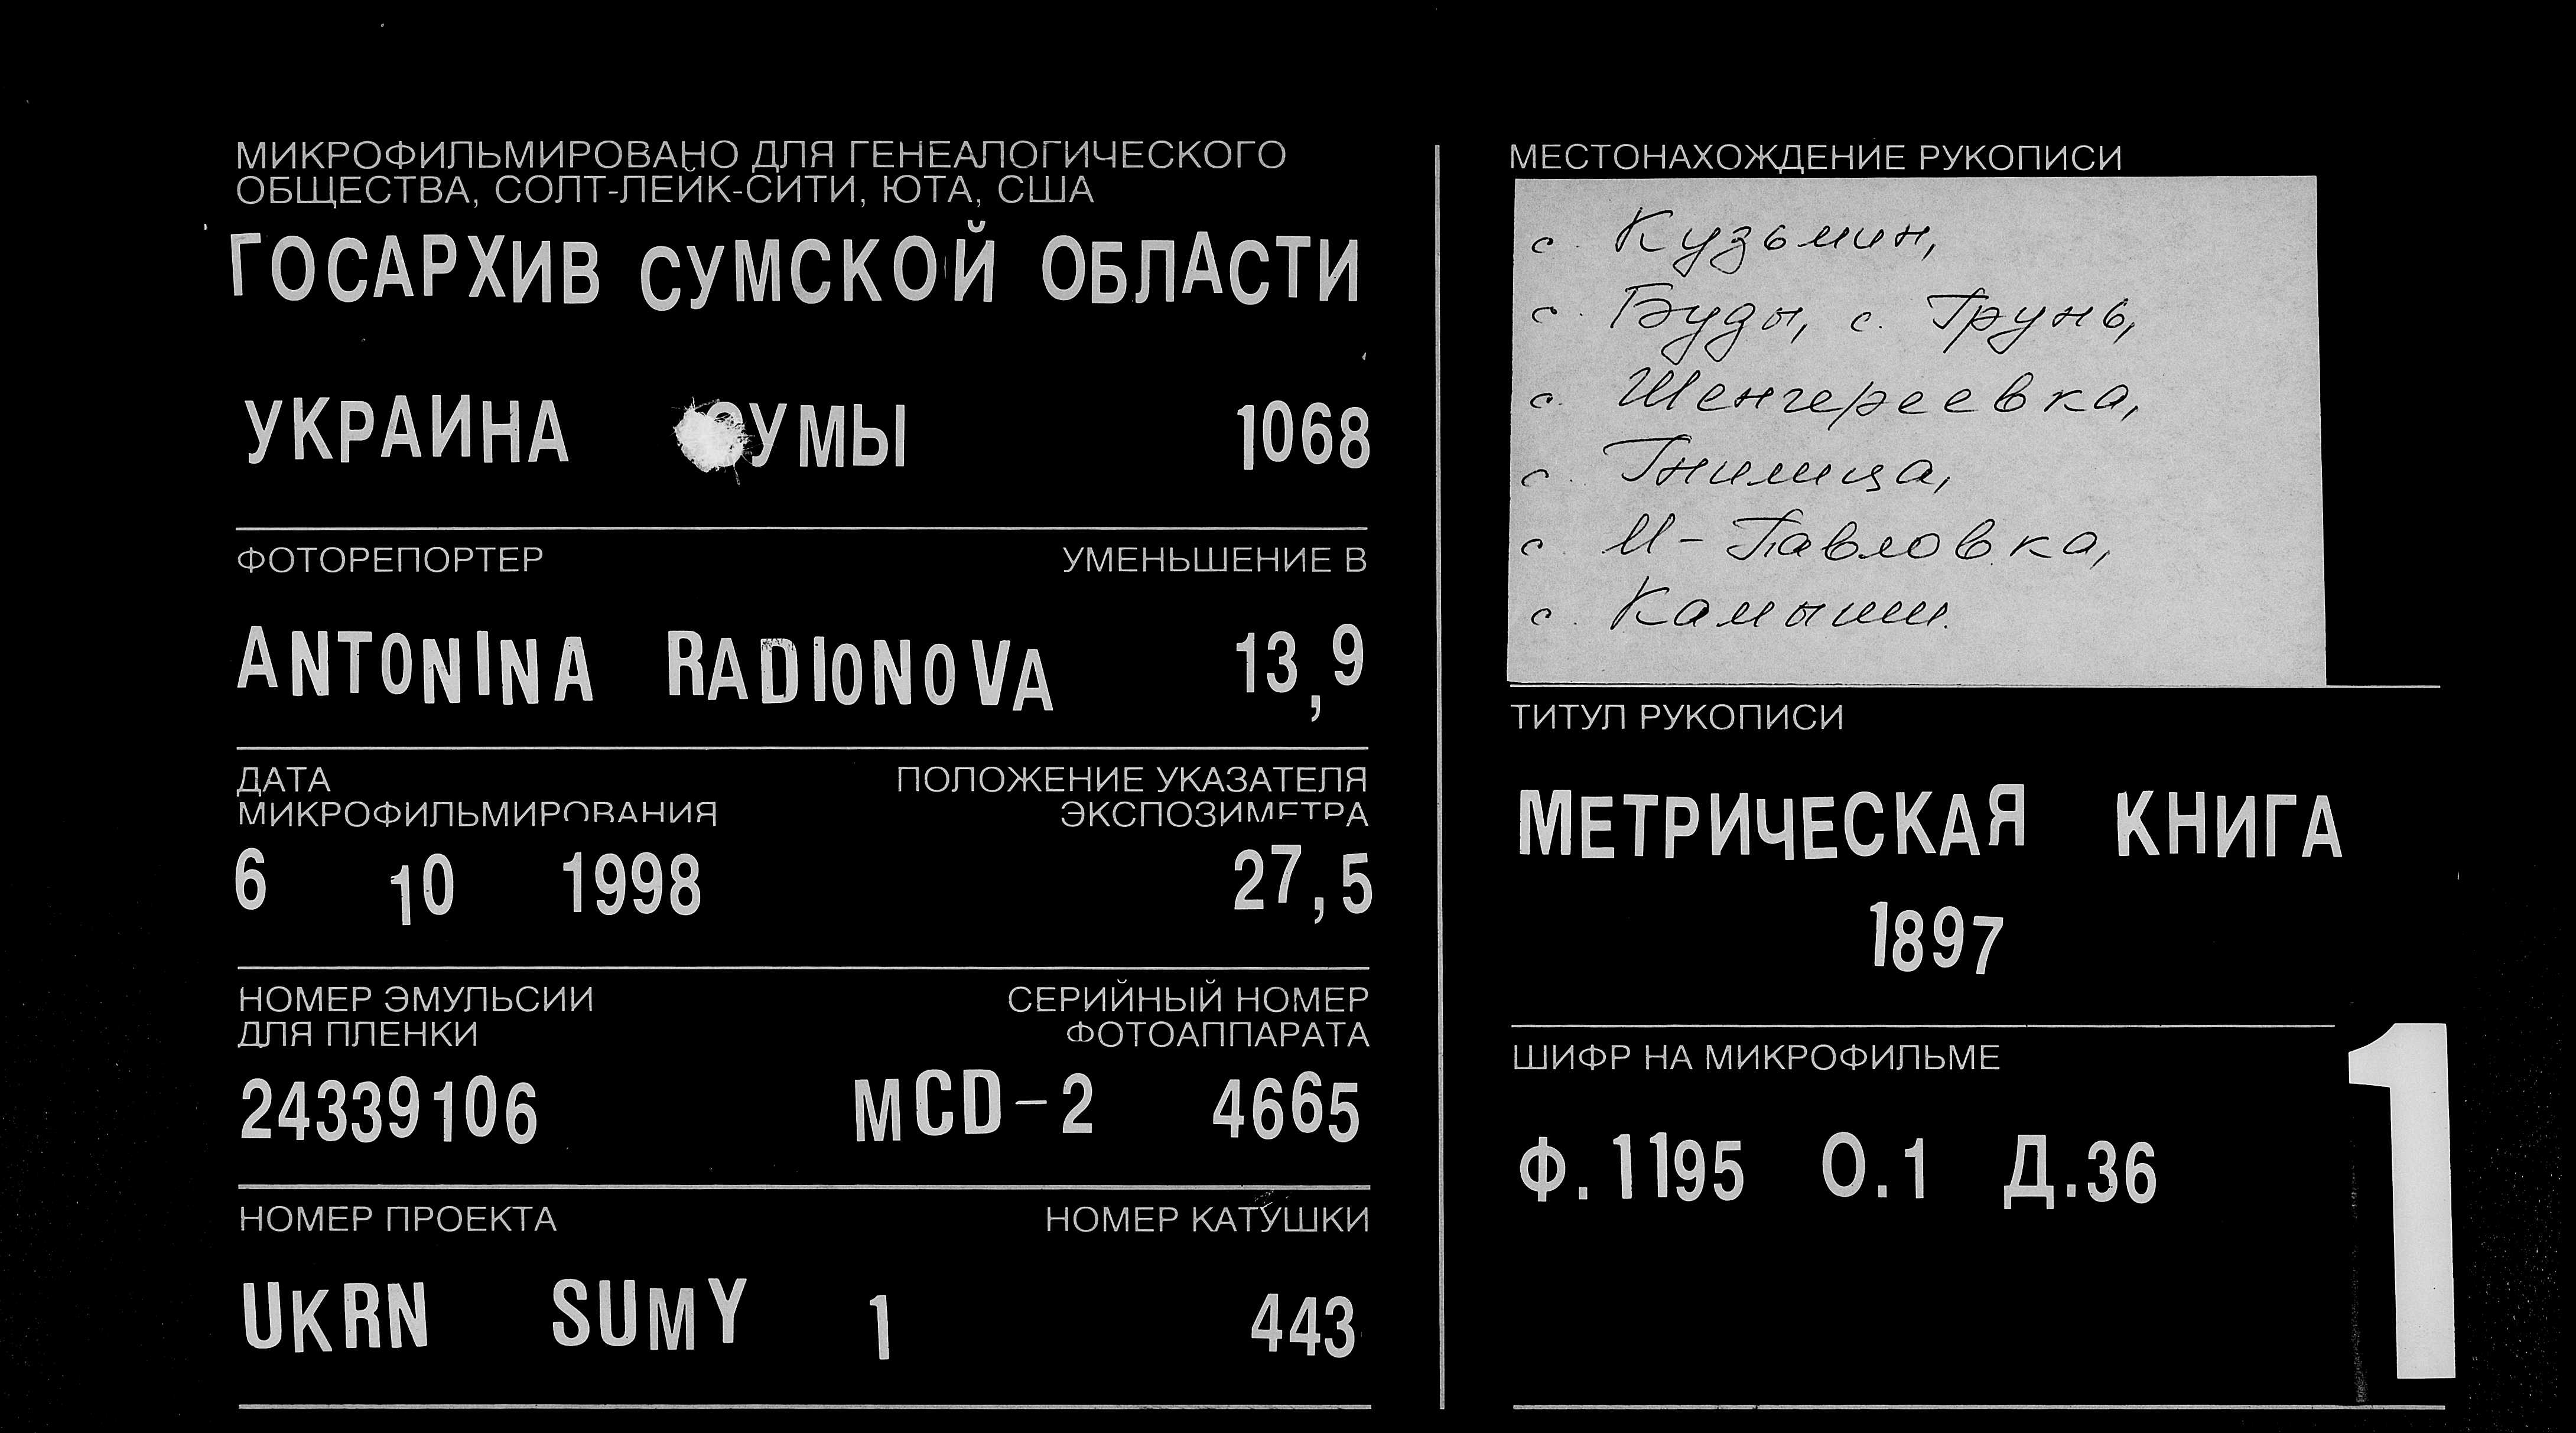 МИКРОФИЛЬМИРОВАНО ДЛЯ ГЕНЕАЛОГИЧЕСКОГО
ОБЩЕСТВА, СОЛТ-ЛЕЙК-СИТИ, ЮТА, США
ГОСАРХИВ СУМСКОЙ ОБЛАСТИ
УКРАИНА СУМЫ 1068
ФОТОРЕПОРТЕР УМЕНЬШЕНИЕ В
ANTONINA RADIONOVA 13,9
ДАТА ПОЛОЖЕНИЕ УКАЗАТЕЛЯ
МИКРОФИЛЬМИРОВАНИЯ ЭКСПОЗИМЕТРА
6 10 1998 27,5
НОМЕР ЭМУЛЬСИИ СЕРИЙНЫЙ НОМЕР
ДЛЯ ПЛЕНКИ ФОТОАППАРАТА
24339106 MCD-2 4665
НОМЕР ПРОЕКТА НОМЕР КАТУШКИ
UKRN SUMY 1 443
МЕСТОНАХОЖДЕНИЕ РУКОПИСИ
с. Кузьмин,
с. Буды, с. Грунь,
с. Шенгереевка,
с. Гнилица,
с. И-Павловка,
с. Камыши.
ТИТУЛ РУКОПИСИ
МЕТРИЧЕСКАЯ КНИГА
1897
ШИФР НА МИКРОФИЛЬМЕ
Ф.1195 О.1 Д.36
1